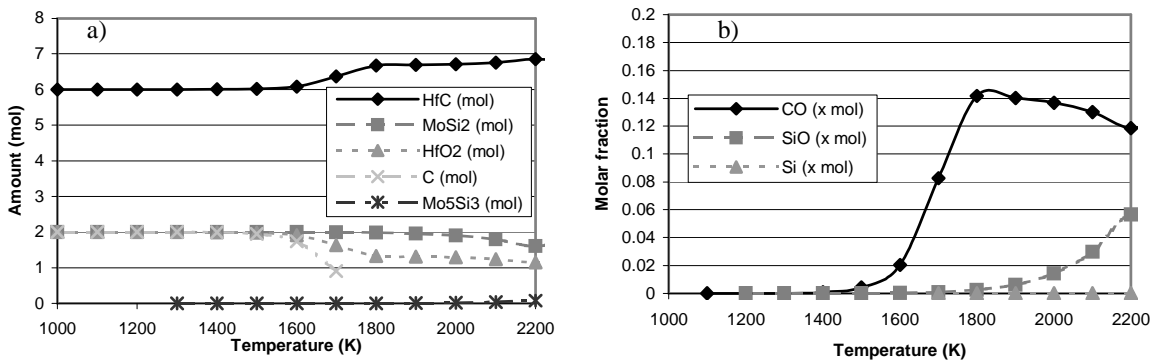 a)
Amount (mol)
8
7
6
5
4
3
2
1
0
HfC (mol)
MoSi2 (mol)
HfO2 (mol)
C (mol)
Mo5Si3 (mol)
1000 1200 1400 1600 1800 2000 2200
Temperature (K)
b)
Molar fraction
0.2
0.18
0.16
0.14
0.12
0.1
0.08
0.06
0.04
0.02
0
CO (x mol)
SiO (x mol)
Si (x mol)
1000 1200 1400 1600 1800 2000 2200
Temperature (K)